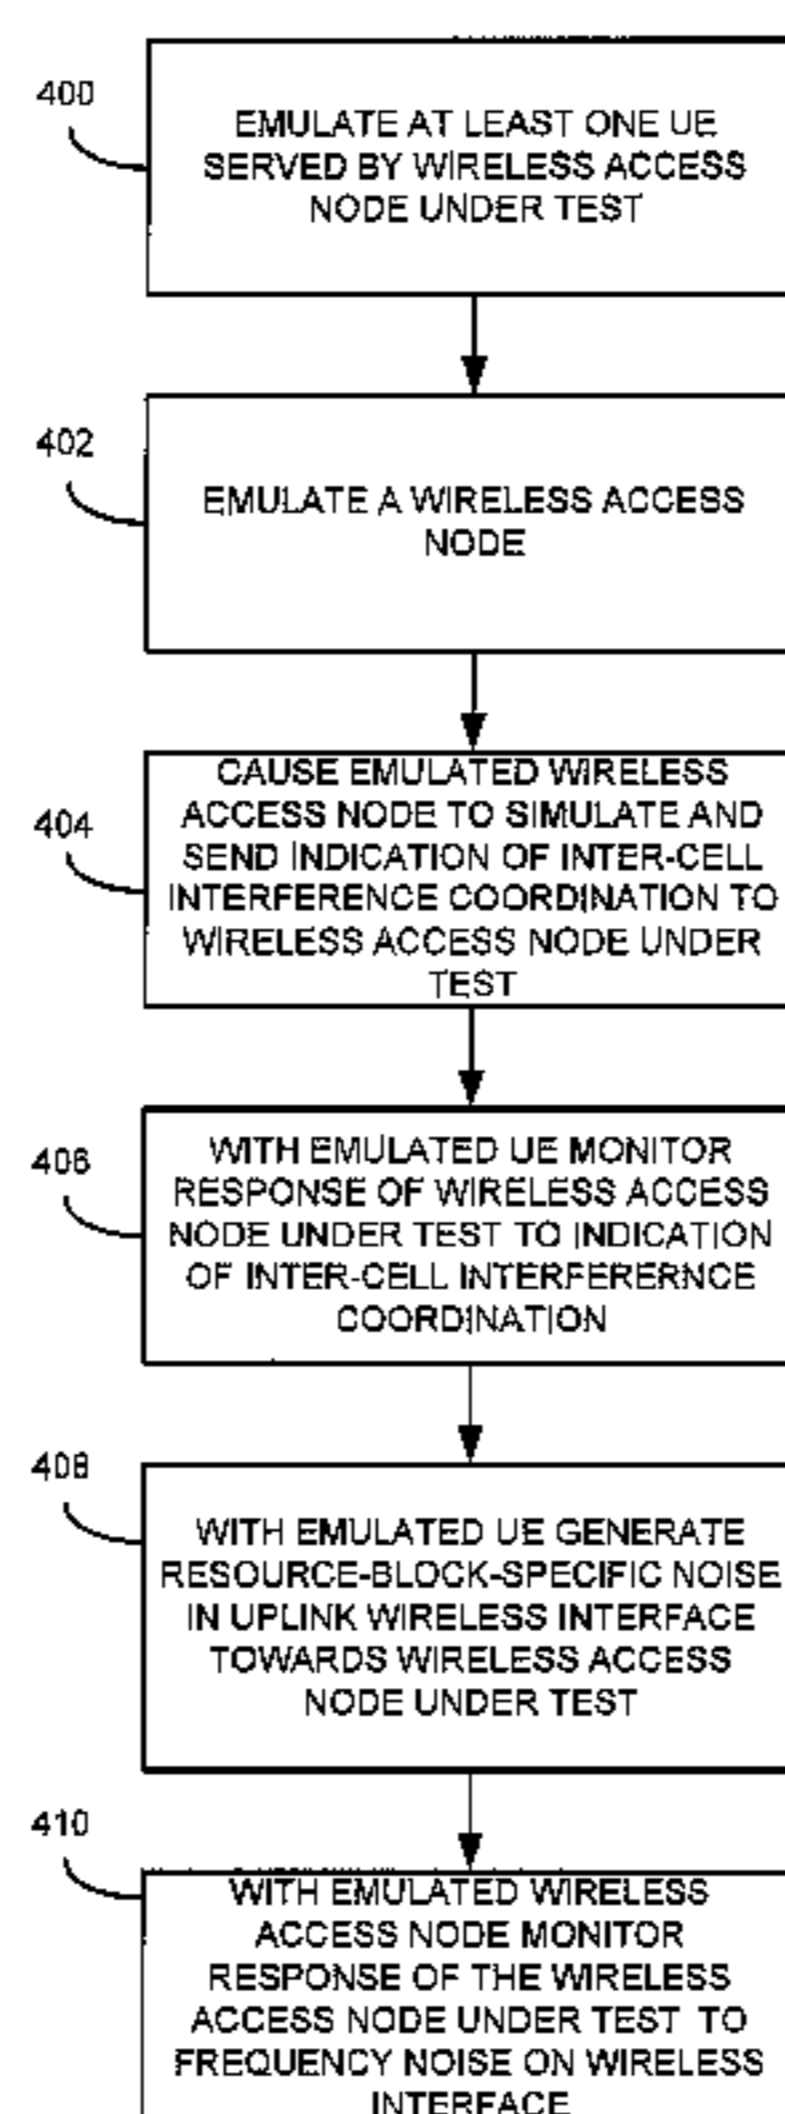 400
EMULATE AT LEAST ONE UE
SERVED BY WIRELESS ACCESS
NODE UNDER TEST
402
EMULATE A WIRELESS ACCESS
NODE
404
CAUSE EMULATED WIRELESS
ACCESS NODE TO SIMULATE AND
SEND INDICATION OF INTER-CELL
INTERFERENCE COORDINATION TO
WIRELESS ACCESS NODE UNDER
TEST
406
WITH EMULATED UE MONITOR
RESPONSE OF WIRELESS ACCESS
NODE UNDER TEST TO INDICATION
OF INTER-CELL INTERFERERNCE
COORDINATION
408
WITH EMULATED UE GENERATE
RESOURCE-BLOCK-SPECIFIC NOISE
IN UPLINK WIRELESS INTERFACE
TOWARDS WIRELESS ACCESS
NODE UNDER TEST
410
WITH EMULATED WIRELESS
ACCESS NODE MONITOR
RESPONSE OF THE WIRELESS
ACCESS NODE UNDER TEST TO
FREQUENCY NOISE ON WIRELESS
INTERFACE